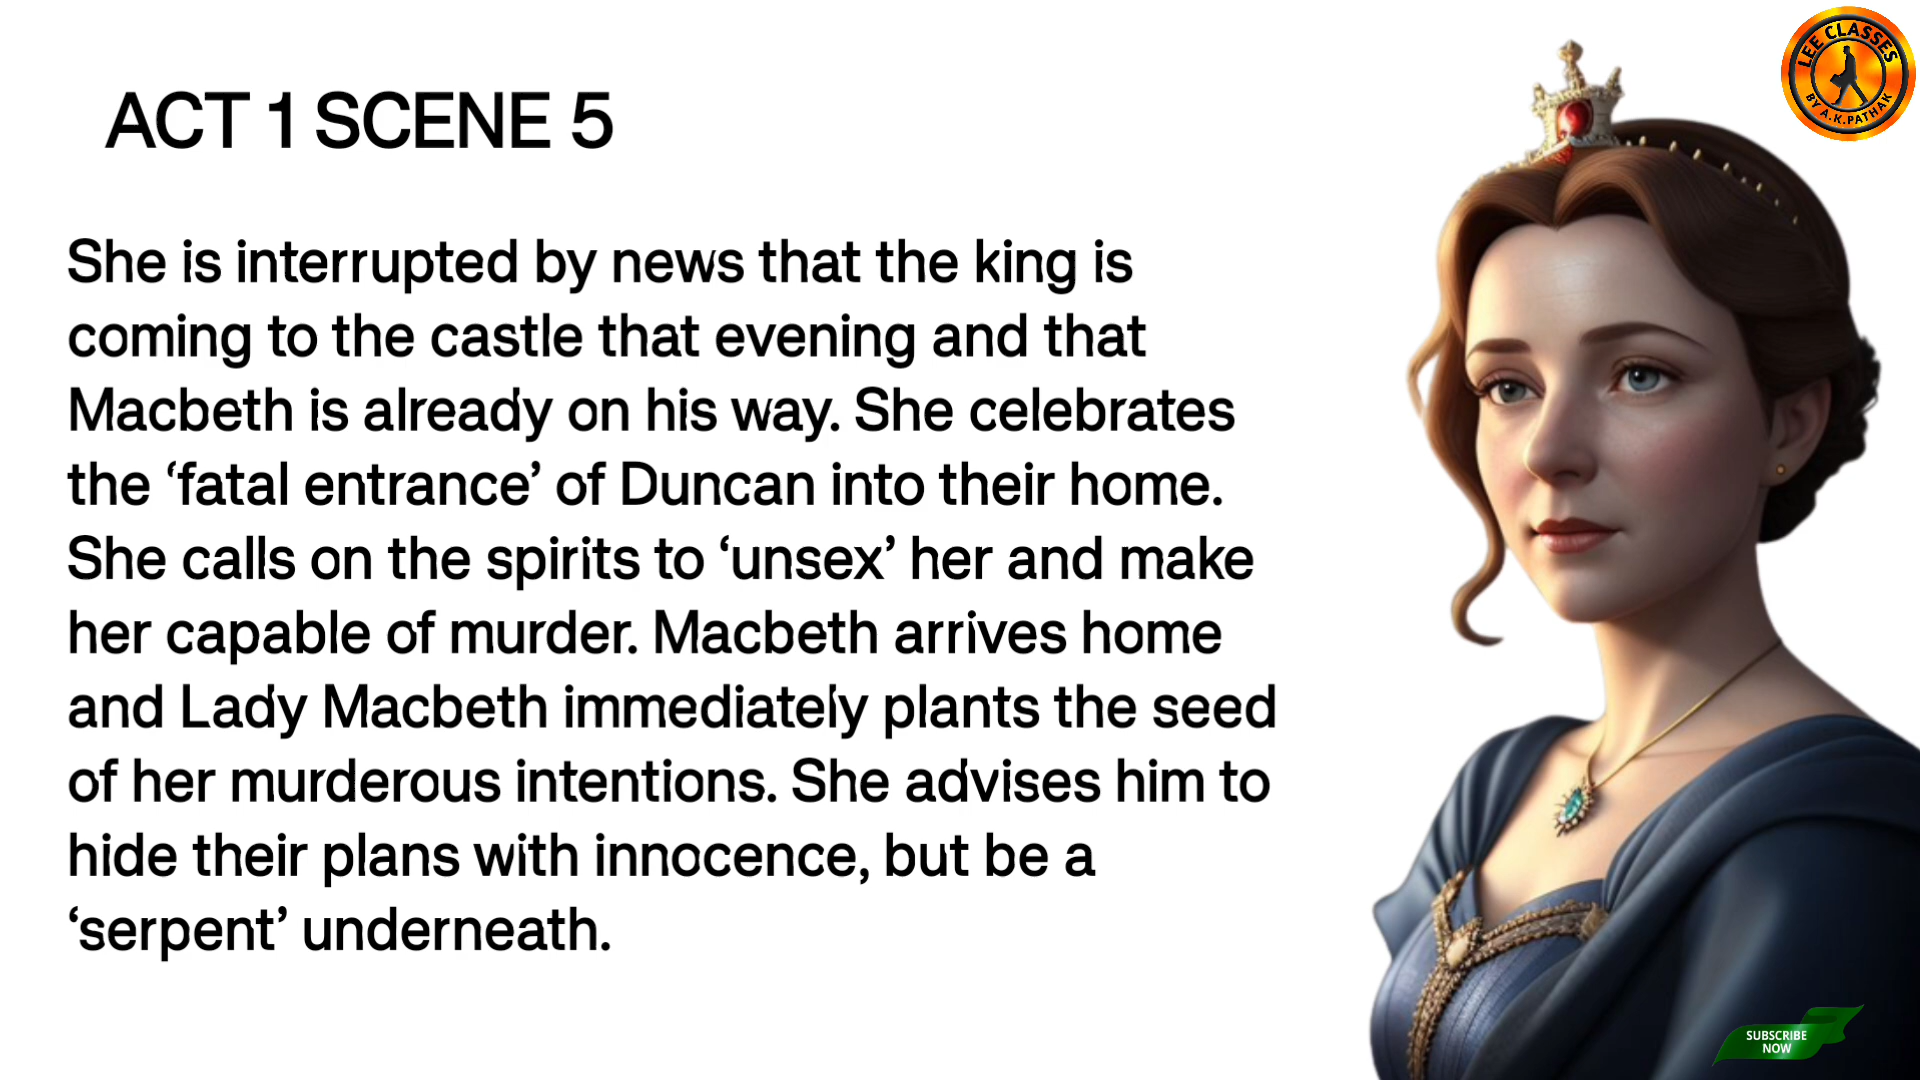 LEE CLASSES
BY A.K.PATHAK
ACT 1 SCENE 5
She is interrupted by news that the king is
coming to the castle that evening and that
Macbeth is already on his way. She celebrates
the ‘fatal entrance’ of Duncan into their home.
She calls on the spirits to ‘unsex’ her and make
her capable of murder. Macbeth arrives home
and Lady Macbeth immediately plants the seed
of her murderous intentions. She advises him to
hide their plans with innocence, but be a
‘serpent’ underneath.
SUBSCRIBE
NOW